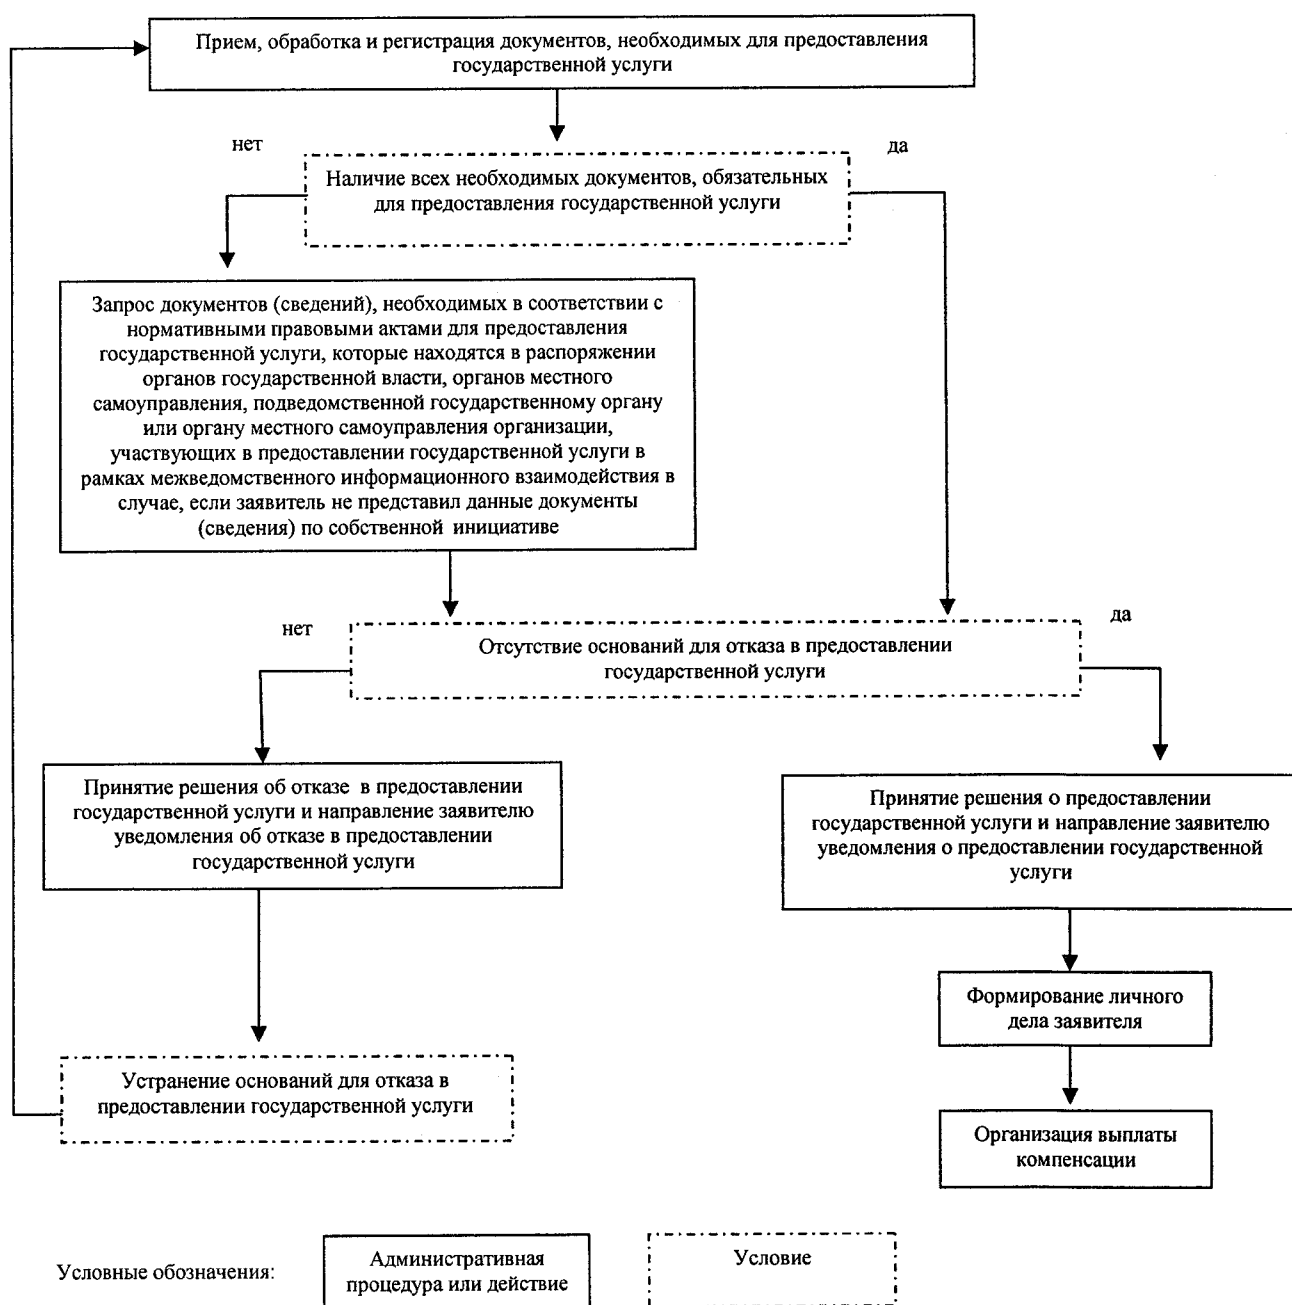 Прием, обработка и регистрация документов, необходимых для предоставления
государственной услуги
нет
да
Наличие всех необходимых документов, обязательных
для предоставления государственной услуги
Запрос документов (сведений), необходимых в соответствии с
нормативными правовыми актами для предоставления
государственной услуги, которые находятся в распоряжении
органов государственной власти, органов местного
самоуправления, подведомственной государственному органу
или органу местного самоуправления организации,
участвующих в предоставлении государственной услуги в
рамках межведомственного информационного взаимодействия в
случае, если заявитель не представил данные документы
(сведения) по собственной инициативе
нет
да
Отсутствие оснований для отказа в предоставлении
государственной услуги
Принятие решения об отказе в предоставлении
государственной услуги и направление заявителю
уведомления об отказе в предоставлении
государственной услуги
Принятие решения о предоставлении
государственной услуги и направление заявителю
уведомления о предоставлении государственной
услуги
Формирование личного
дела заявителя
Устранение оснований для отказа в
предоставлении государственной услуги
Организация выплаты
компенсации
Условные обозначения:
Административная
процедура или действие
Условие